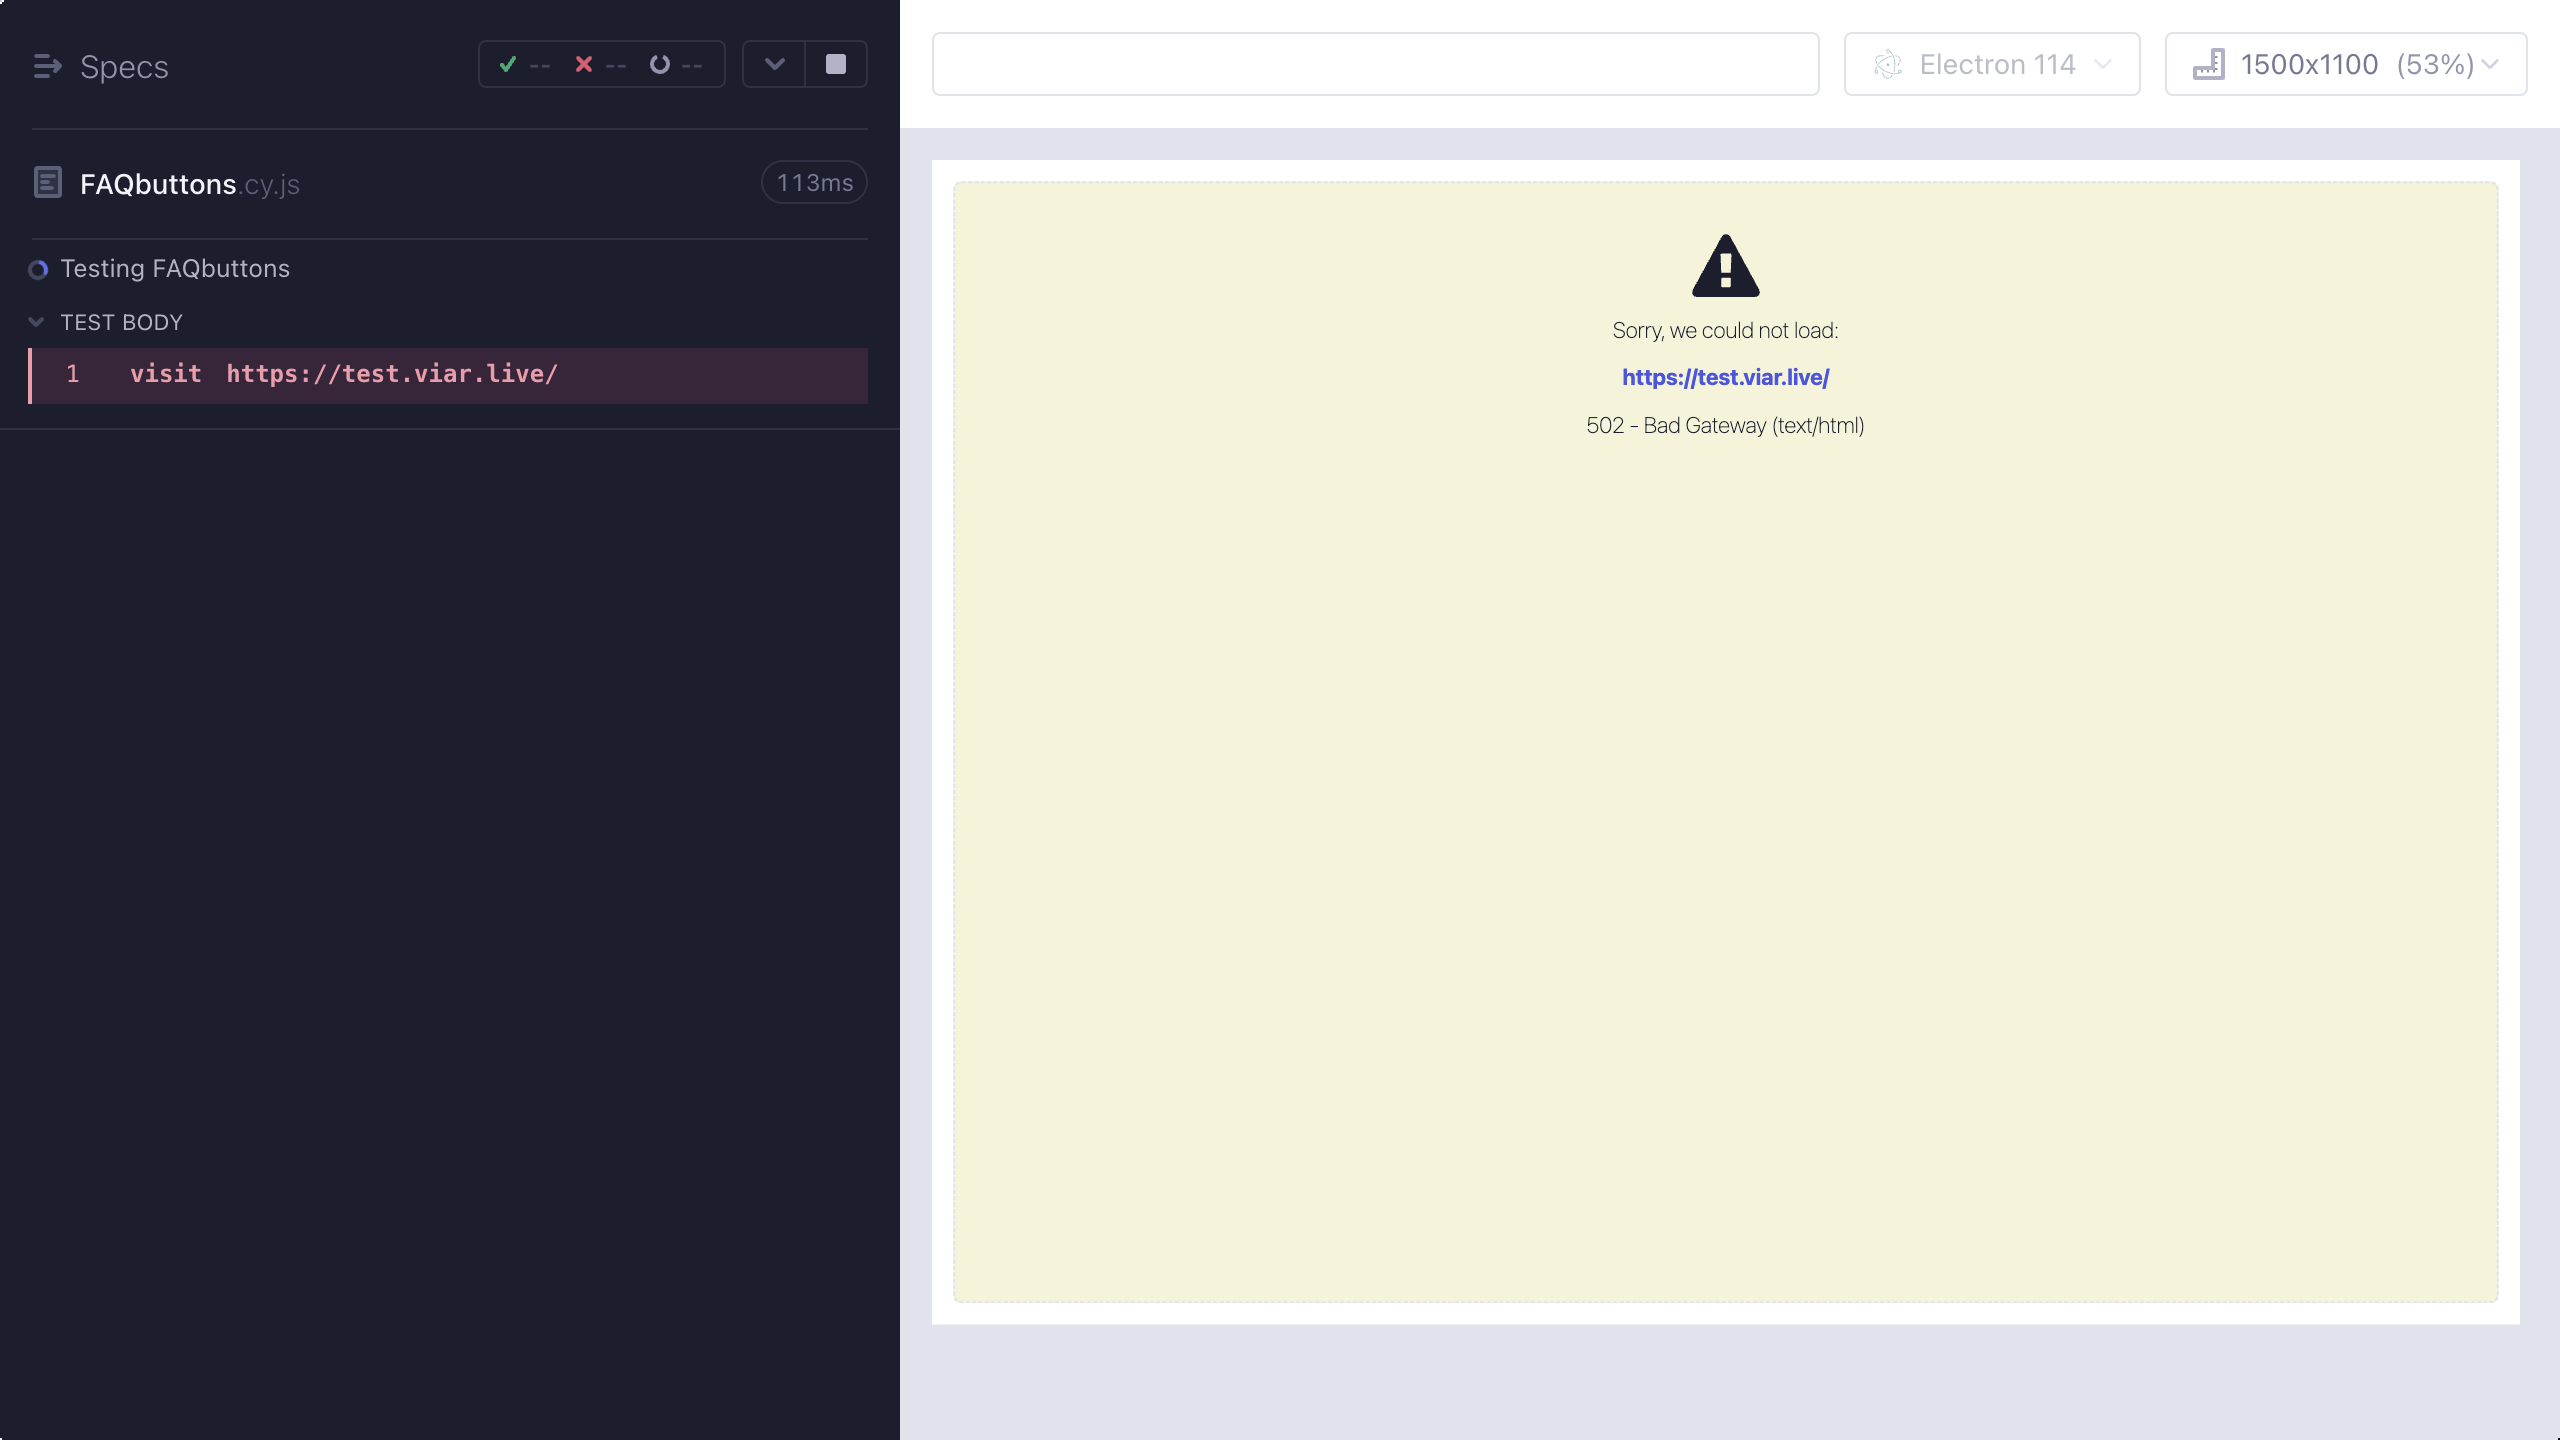 Specs
-- -- --
FAQbuttons.cy.js
113ms
Testing FAQbuttons
TEST BODY
1 visit https://test.viar.live/
Electron 114
1500x1100 (53%)
Sorry, we could not load:
https://test.viar.live/
502 - Bad Gateway (text/html)